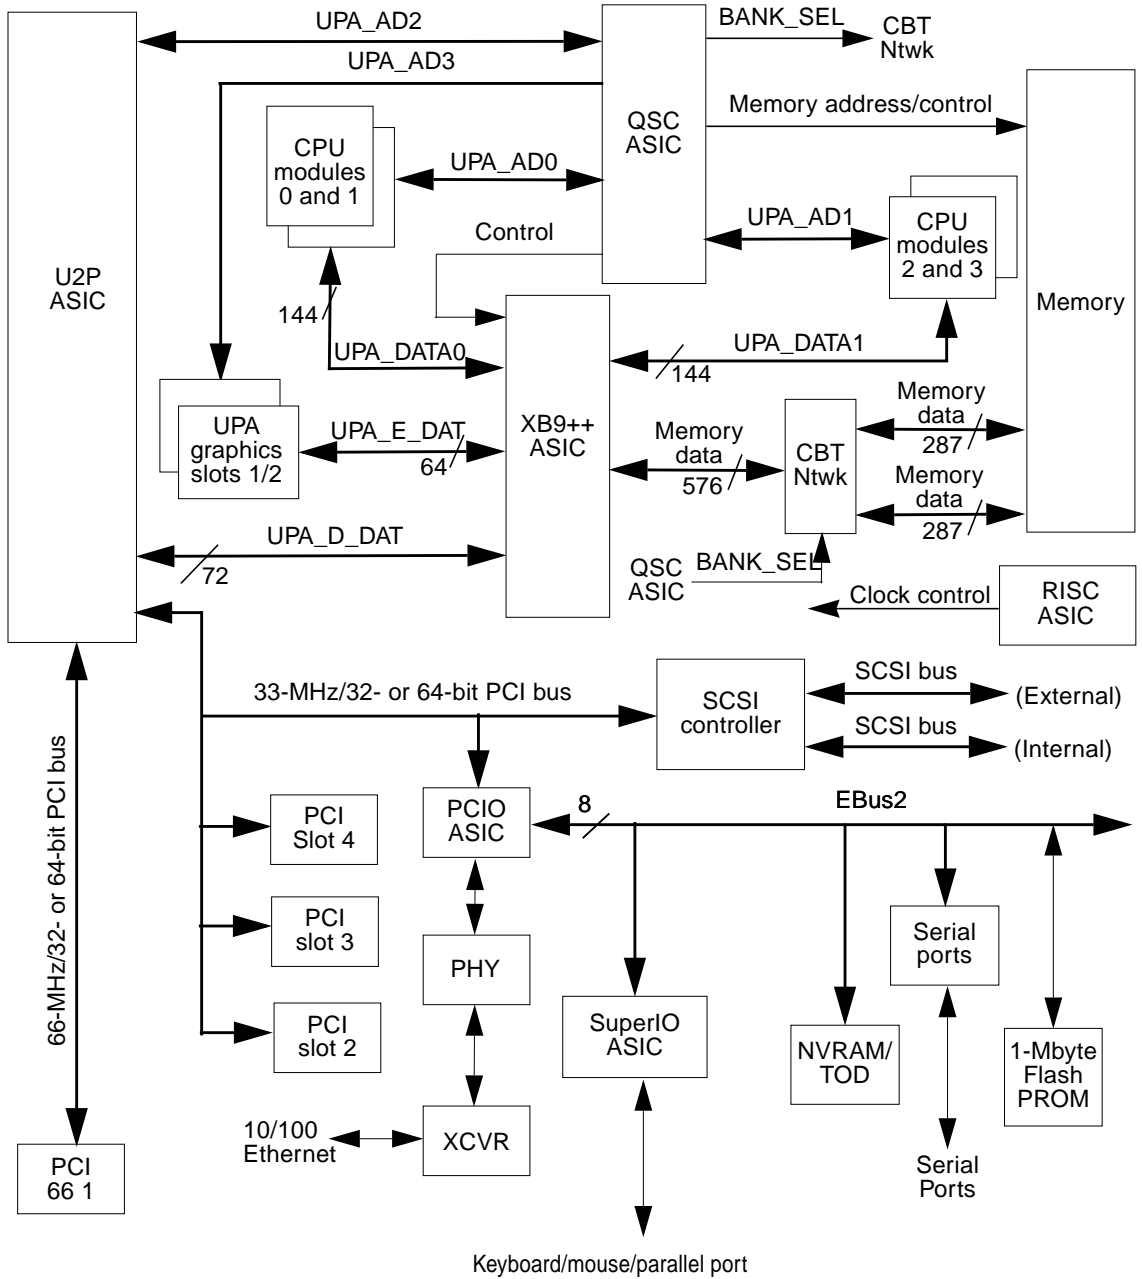 UPA_AD2
BANK_SEL
CBT
Ntwk
UPA_AD3
QSC
ASIC
Memory address/control
CPU
modules
0 and 1
UPA_AD0
U2P
ASIC
Control
UPA_AD1
CPU
modules
2 and 3
Memory
144
UPA_DATA0
UPA_DATA1
144
XB9++
ASIC
UPA
graphics
slots 1/2
UPA_E_DAT
64
Memory
data
576
CBT
Ntwk
Memory
data
287
Memory
data
287
UPA_D_DAT
72
QSC
ASIC
BANK_SEL
Clock control
RISC
ASIC
33-MHz/32- or 64-bit PCI bus
SCSI
controller
SCSI bus
(External)
SCSI bus
(Internal)
66-MHz/32- or 64-bit PCI bus
PCI
Slot 4
PCIO
ASIC
8
EBus2
PCI
slot 3
PHY
Serial
ports
PCI
slot 2
SuperIO
ASIC
NVRAM/
TOD
1-Mbyte
Flash
PROM
10/100
Ethernet
XCVR
PCI
66 1
Serial
Ports
Keyboard/mouse/parallel port